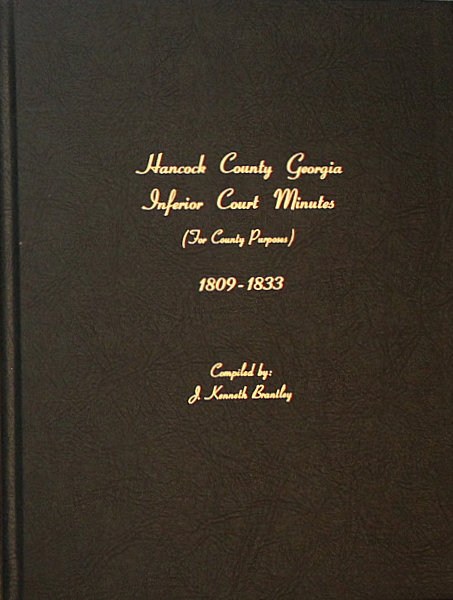 Hancock County Georgia
Inferior Court Minutes
(For County Purposes)
1809-1833
Compiled by:
J. Kenneth Brantley